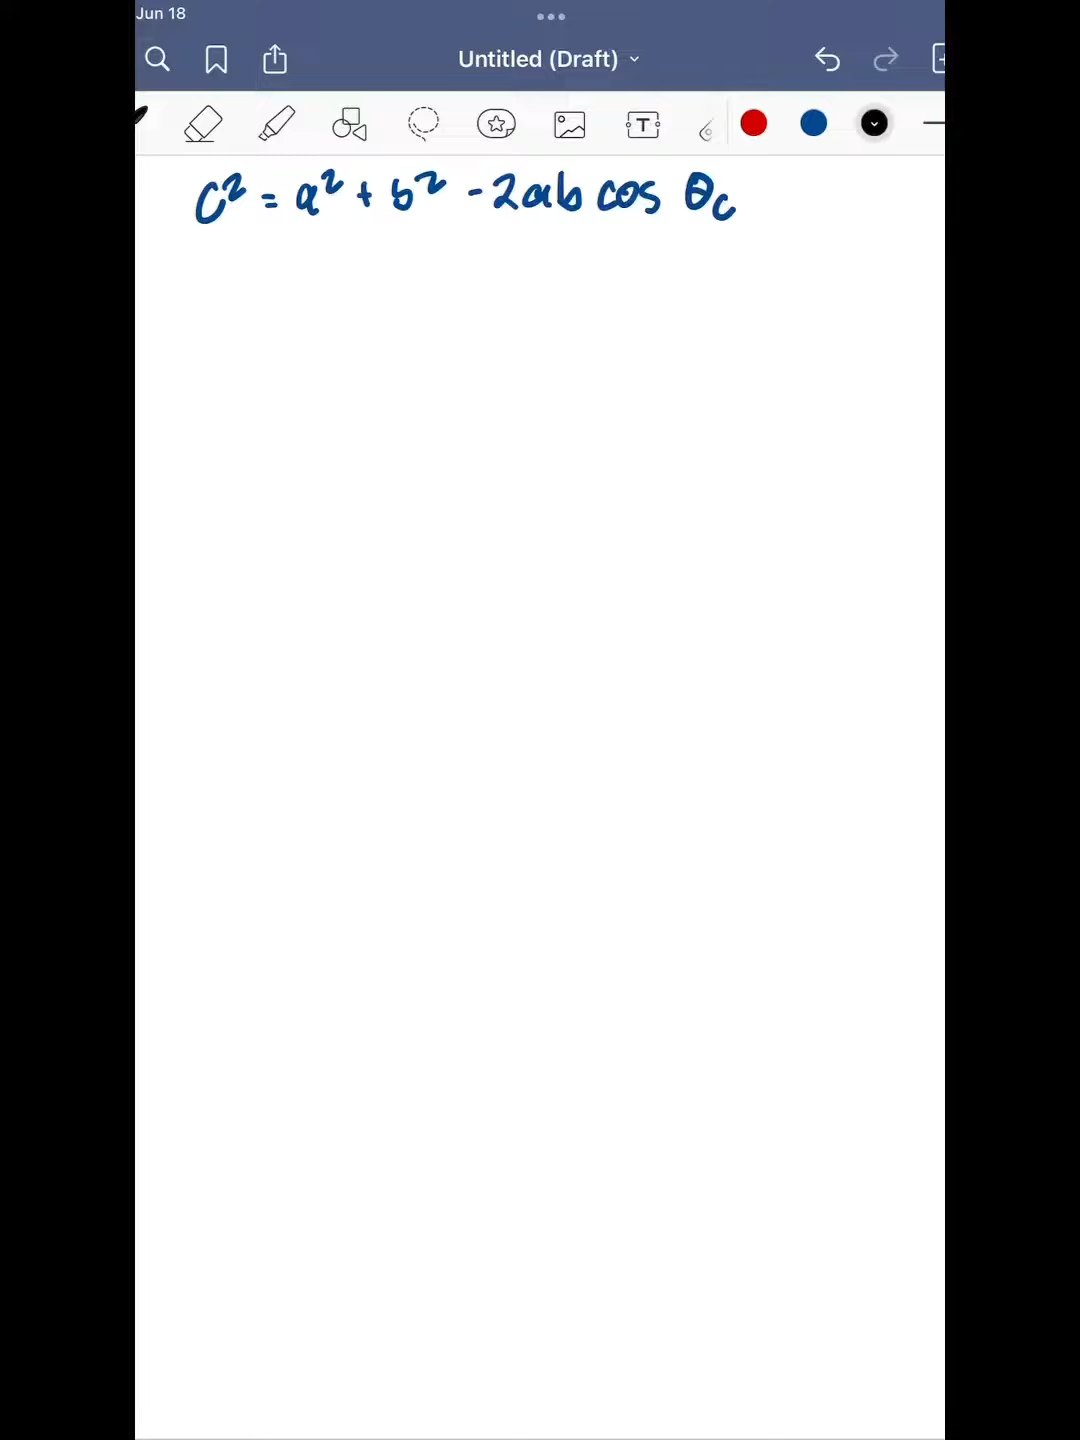 Jun 18
Untitled (Draft)
T
c² = a² + b² - 2ab cos θc